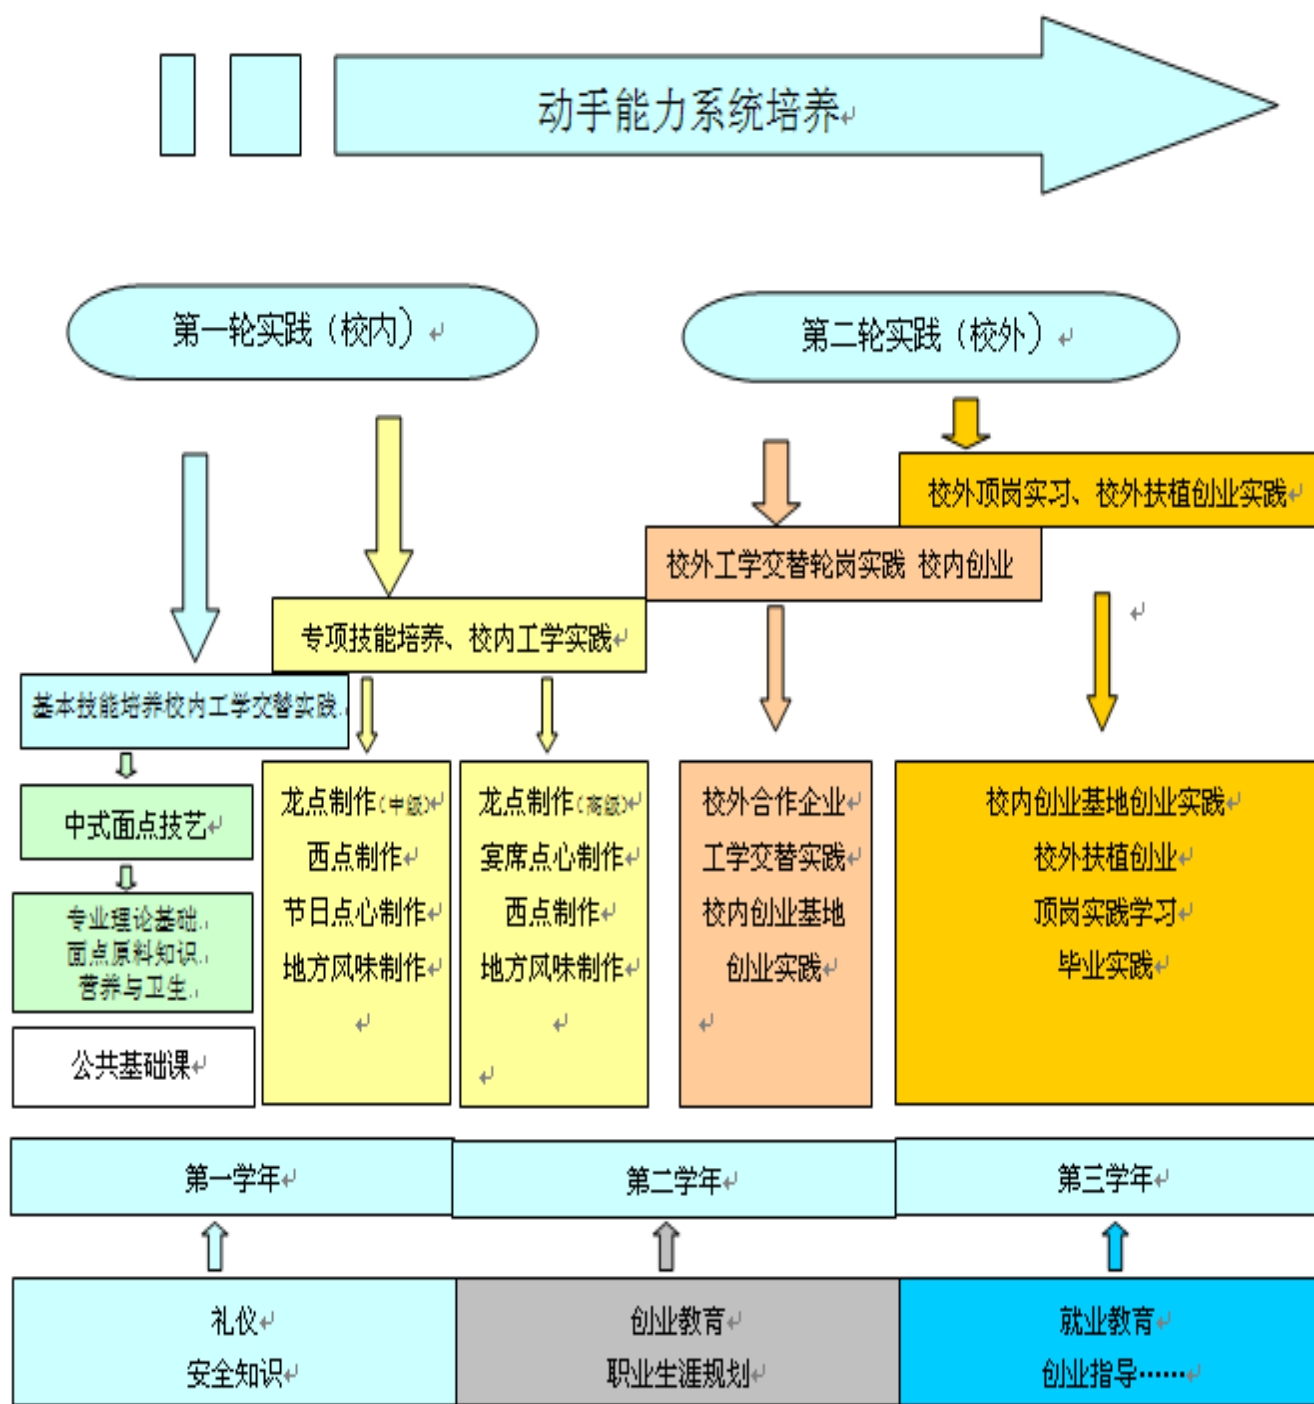 动手能力系统培养
第一轮实践（校内）
第二轮实践（校外）
校外顶岗实习、校外扶植创业实践
校外工学交替轮岗实践 校内创业
专项技能培养、校内工学实践
基本技能培养校内工学交替实践
中式面点技艺
专业理论基础
面点原料知识
营养与卫生
公共基础课
龙点制作（中级）
西点制作
节日点心制作
地方风味制作
龙点制作（高级）
宴席点心制作
西点制作
地方风味制作
校外合作企业
工学交替实践
校内创业基地
创业实践
校内创业基地创业实践
校外扶植创业
顶岗实践学习
毕业实践
第一学年
第二学年
第三学年
礼仪
安全知识
创业教育
职业生涯规划
就业教育
创业指导……